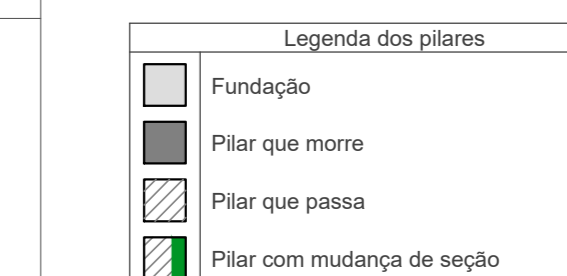 Legenda dos pilares
Fundação
Pilar que morre
Pilar que passa
Pilar com mudança de seção